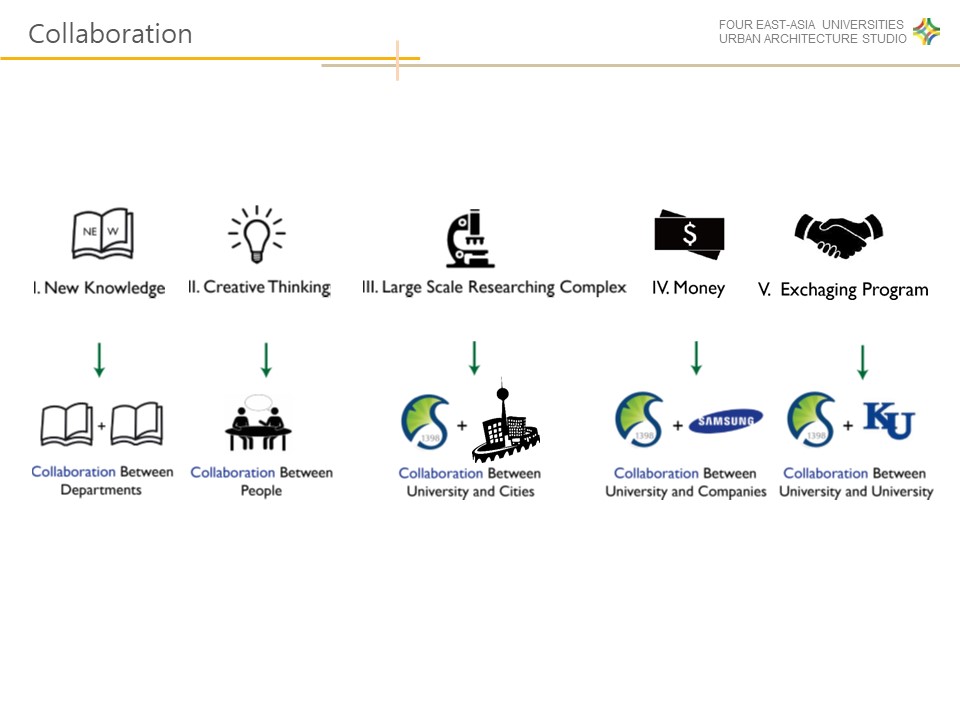 Collaboration
FOUR EAST-ASIA UNIVERSITIES
URBAN ARCHITECTURE STUDIO
NE W
$
I. New Knowledge
II. Creative Thinking
III. Large Scale Researching Complex
IV. Money
V. Exchaging Program
+
1398
+
1398
+
SAMSUNG
1398
+
KU
Collaboration Between
Departments
Collaboration Between
People
Collaboration Between
University and Cities
Collaboration Between
University and Companies
Collaboration Between
University and University